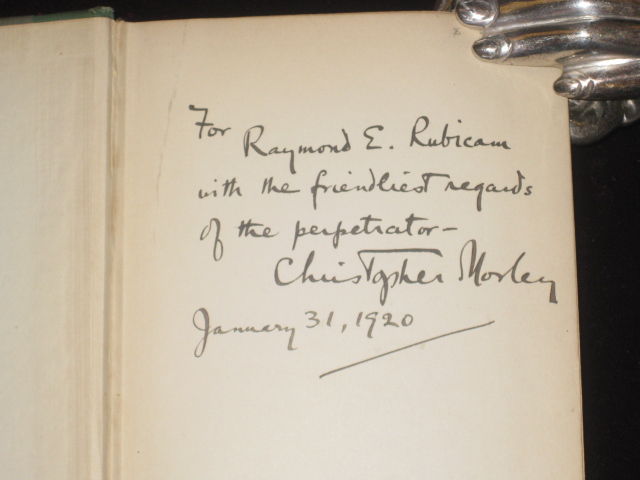 For Raymond E. Rubicam
with the friendliest regards
of the perpetrator—
Christopher Morley
January 31, 1920